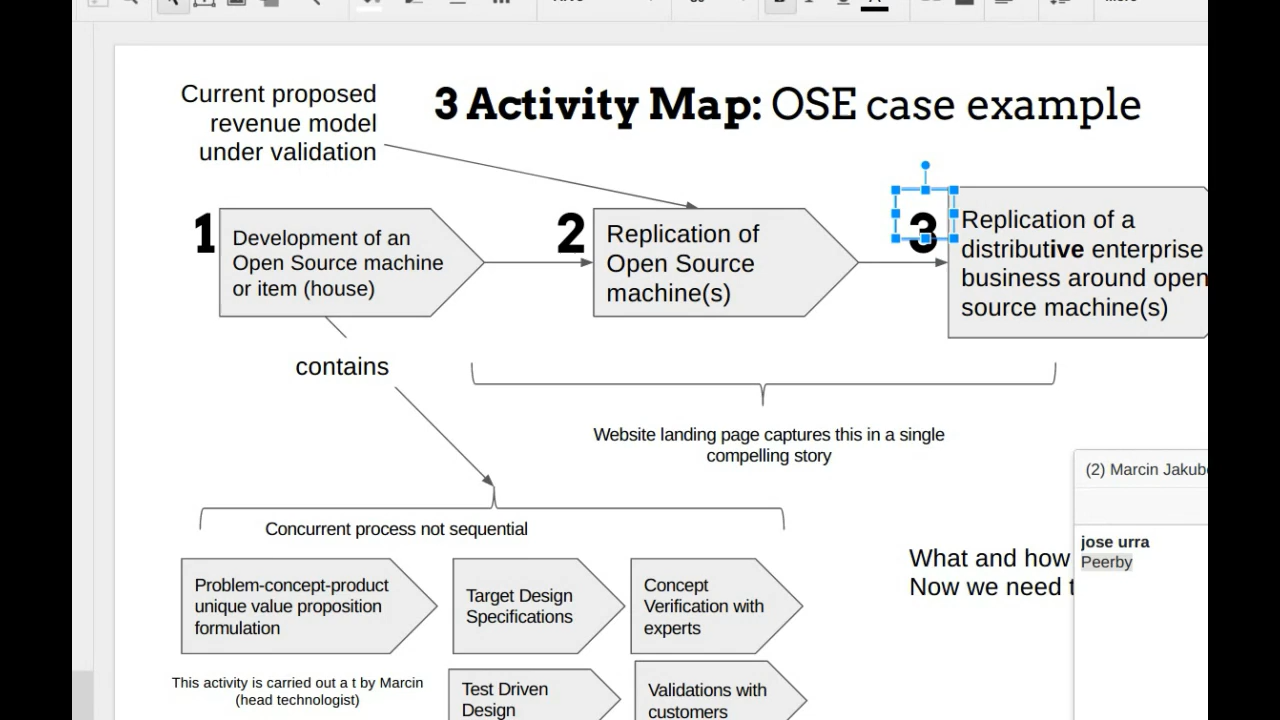 Current proposed
revenue model
under validation
3 Activity Map: OSE case example
1
Development of an
Open Source machine
or item (house)
2
Replication of
Open Source
machine(s)
3
Replication of a
distributive enterprise
business around open
source machine(s)
contains
Website landing page captures this in a single
compelling story
(2) Marcin Jakub
Concurrent process not sequential
jose urra
Peerby
What and how
Now we need t
Problem-concept-product
unique value proposition
formulation
Target Design
Specifications
Concept
Verification with
experts
This activity is carried out a t by Marcin
(head technologist)
Test Driven
Design
Validations with
customers